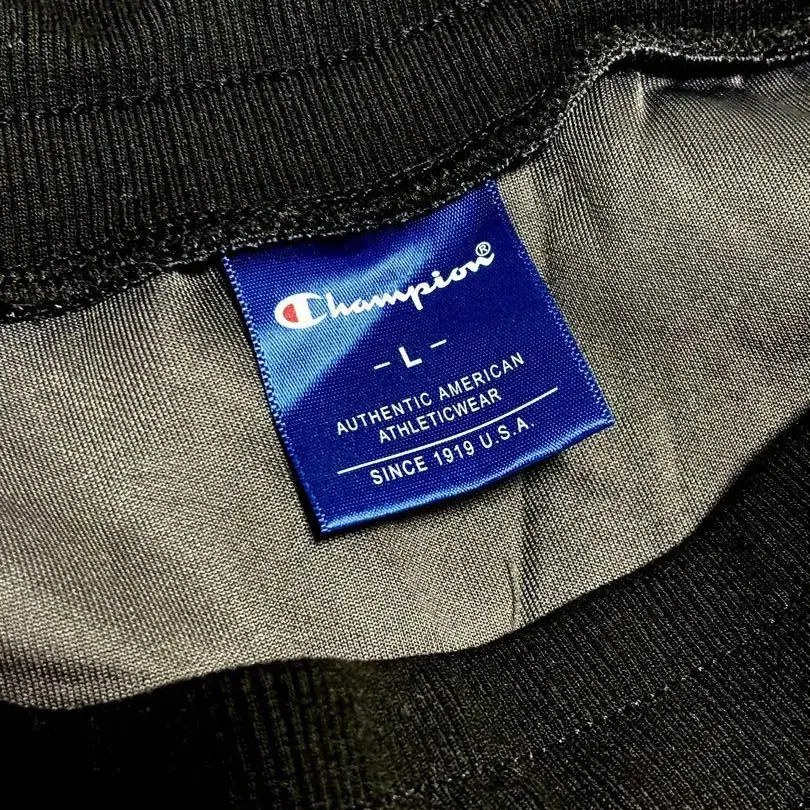 Champion®
- L -
AUTHENTIC AMERICAN
ATHLETICWEAR
SINCE 1919 U.S.A.